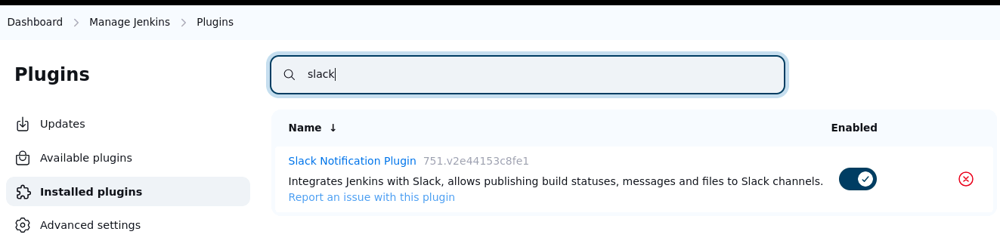 Dashboard > Manage Jenkins > Plugins
Plugins
slack
Updates
Available plugins
Installed plugins
Advanced settings
Name ↓ Enabled
Slack Notification Plugin 751.v2e44153c8fe1
Integrates Jenkins with Slack, allows publishing build statuses, messages and files to Slack channels.
Report an issue with this plugin